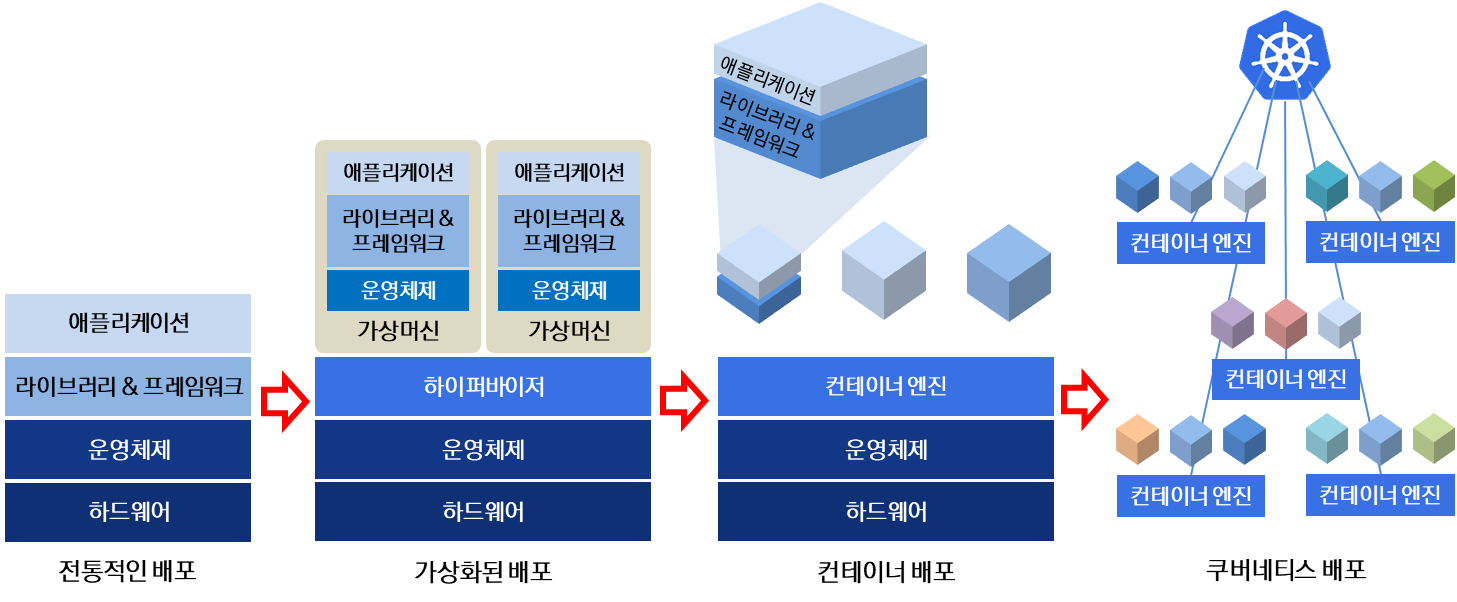 애플리케이션
라이브러리 & 프레임워크
운영체제
하드웨어
전통적인 배포
애플리케이션
라이브러리 &
프레임워크
운영체제
가상머신
애플리케이션
라이브러리 &
프레임워크
운영체제
가상머신
하이퍼바이저
운영체제
하드웨어
가상화된 배포
애플리케이션
라이브러리 &
프레임워크
컨테이너 엔진
운영체제
하드웨어
컨테이너 배포
컨테이너 엔진
컨테이너 엔진
컨테이너 엔진
컨테이너 엔진
컨테이너 엔진
쿠버네티스 배포